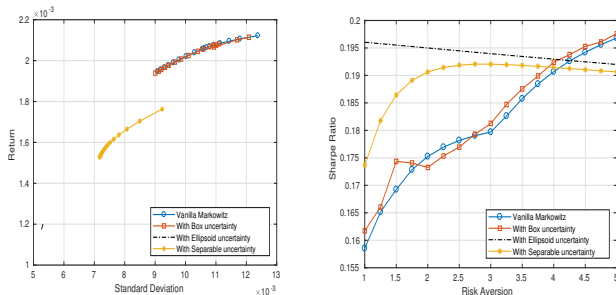 2.2 ×10⁻³
2
1.8
1.6
1.4
1.2
1
Return
5 6 7 8 9 10 11 12 13
×10⁻³
Standard Deviation
Vanilla Markowitz
With Box uncertainty
With Ellipsoid uncertainty
With Separable uncertainty
0.2
0.195
0.19
0.185
0.18
0.175
0.17
0.165
0.16
0.155
Sharpe Ratio
1 1.5 2 2.5 3 3.5 4 4.5 5
Risk Aversion
Vanilla Markowitz
With Box uncertainty
With Ellipsoid uncertainty
With Separable uncertainty